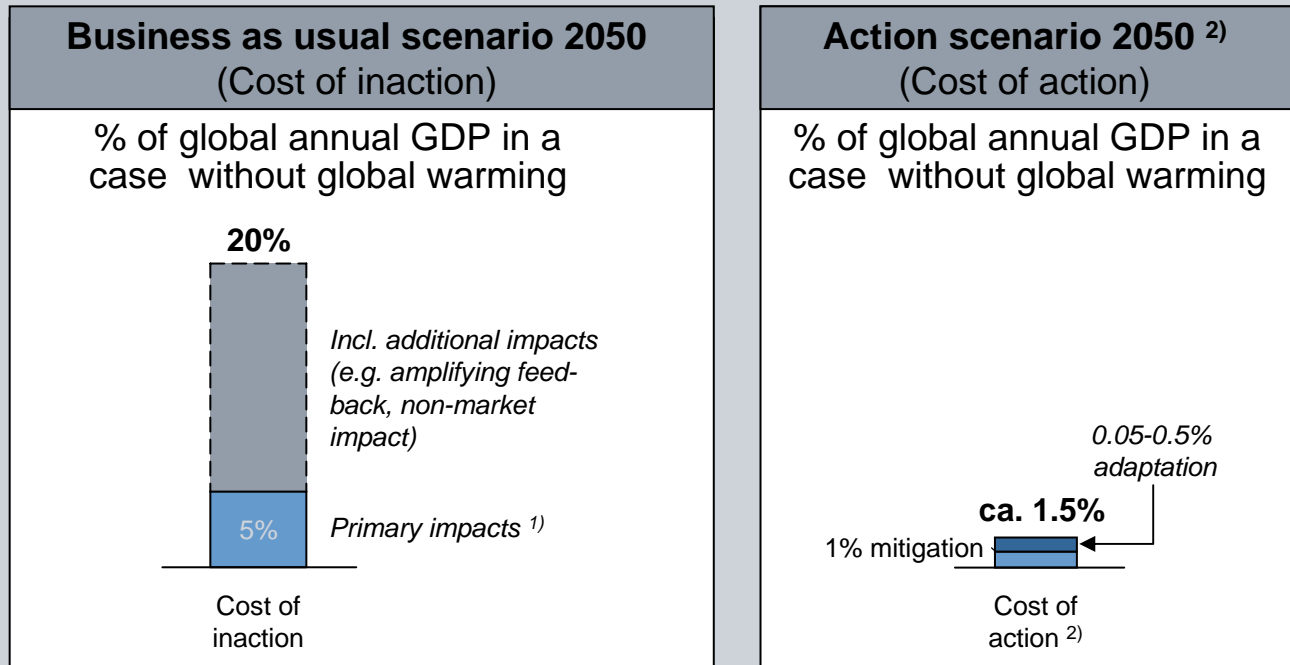 Business as usual scenario 2050
(Cost of inaction)
% of global annual GDP in a
case without global warming
20%
Incl. additional impacts
(e.g. amplifying feed-
back, non-market
impact)
5%
Primary impacts 1)
Cost of
inaction
Action scenario 2050 2)
(Cost of action)
% of global annual GDP in a
case without global warming
0.05-0.5%
adaptation
ca. 1.5%
1% mitigation
Cost of
action 2)